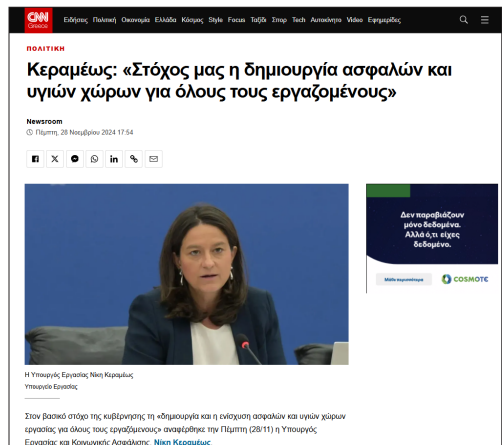 CNN
Greece
Ειδήσεις Πολιτική Οικονομία Ελλάδα Κόσμος Style Focus Ταξίδι Σπορ Tech Αυτοκίνητο Video Εφημερίδες
ΠΟΛΙΤΙΚΗ
Κεραμέως: «Στόχος μας η δημιουργία ασφαλών και
υγιών χώρων για όλους τους εργαζομένους»
Newsroom
Πέμπτη, 28 Νοεμβρίου 2024 17:54
Δεν παραβιάζουν
μόνο δεδομένα.
Αλλά ό,τι είχες
δεδομένο.
Μάθε περισσότερα
COSMOTE
Η Υπουργός Εργασίας Νίκη Κεραμέως
Υπουργείο Εργασίας
Στον βασικό στόχο της κυβέρνησης τη «δημιουργία και η ενίσχυση ασφαλών και υγιών χώρων
εργασίας για όλους τους εργαζόμενους» αναφέρθηκε την Πέμπτη (28/11) η Υπουργός
Εργασίας και Κοινωνικής Ασφάλισης, Νίκη Κεραμέως.